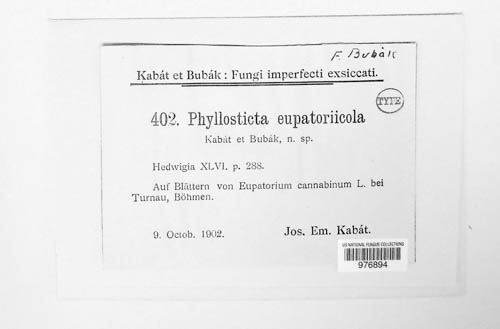 F. Bubák
Kabát et Bubák: Fungi imperfecti exsiccati.
TYPE
402. Phyllosticta eupatoriicola
Kabát et Bubák, n. sp.
Hedwigia XLVI. p. 288.
Auf Blättern von Eupatorium cannabinum L. bei
Turnau, Böhmen.
9. Octob. 1902.
Jos. Em. Kabát.
US NATIONAL FUNGUS COLLECTIONS
976894